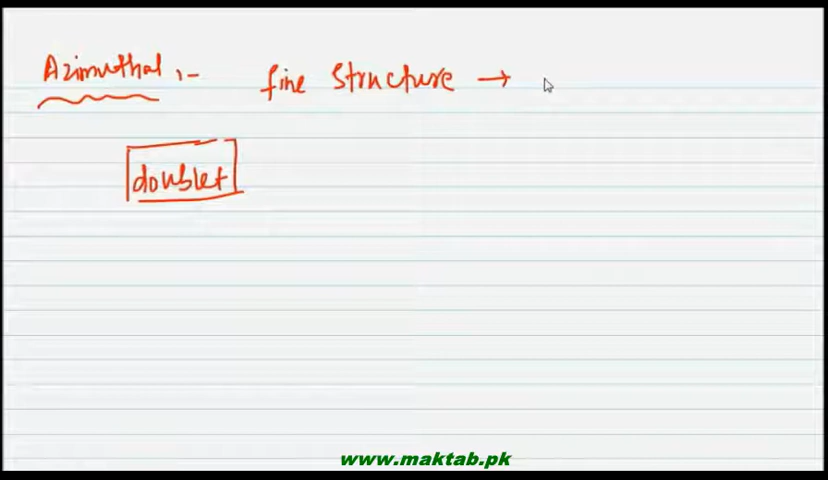 Azimuthal :- fine structure →
doublet
www.maktab.pk